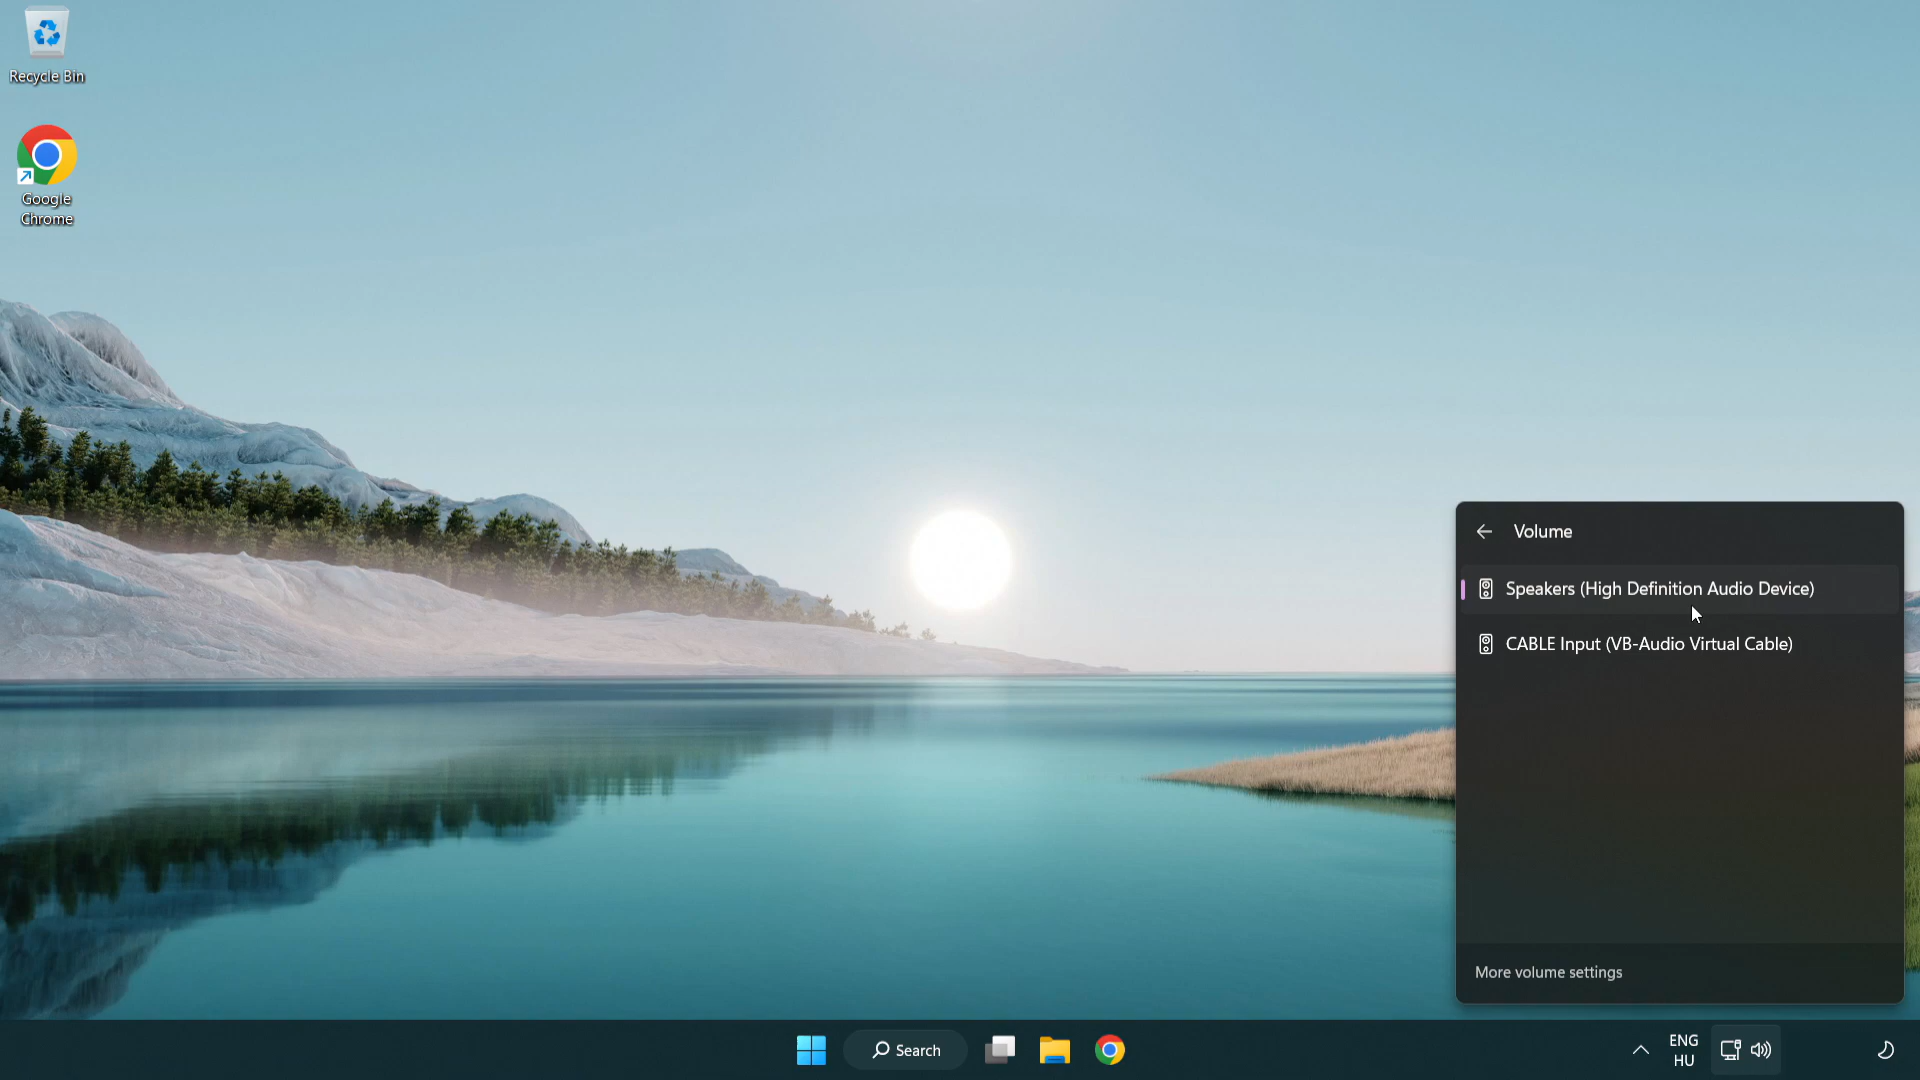 Recycle Bin
Google
Chrome
Volume
Speakers (High Definition Audio Device)
CABLE Input (VB-Audio Virtual Cable)
More volume settings
Search
ENG
HU